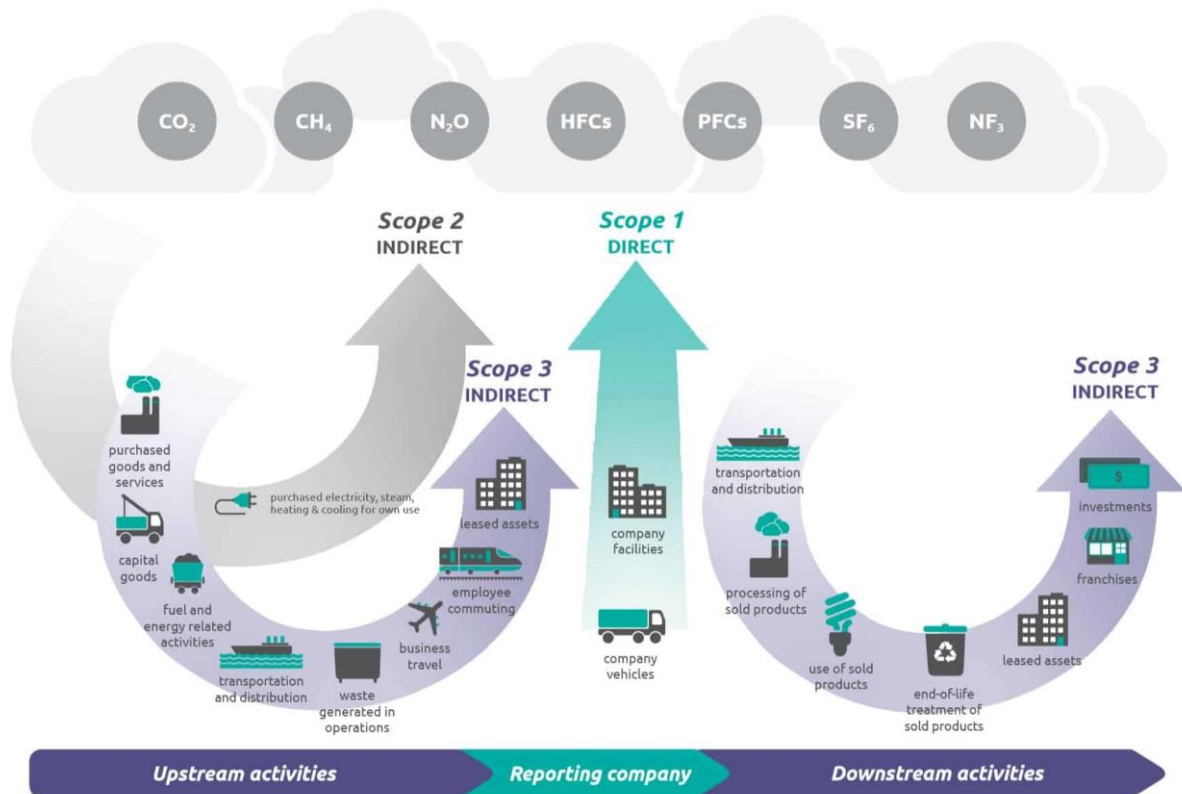 CO₂
CH₄
N₂O
HFCs
PFCs
SF₆
NF₃
Scope 2
INDIRECT
Scope 1
DIRECT
Scope 3
INDIRECT
Scope 3
INDIRECT
purchased
goods and
services
capital
goods
fuel and
energy related
activities
transportation
and distribution
waste
generated in
operations
business
travel
employee
commuting
leased assets
purchased electricity, steam,
heating & cooling for own use
company
facilities
company
vehicles
transportation
and distribution
processing of
sold products
use of sold
products
end-of-life
treatment of
sold products
leased assets
franchises
$
investments
Upstream activities
Reporting company
Downstream activities